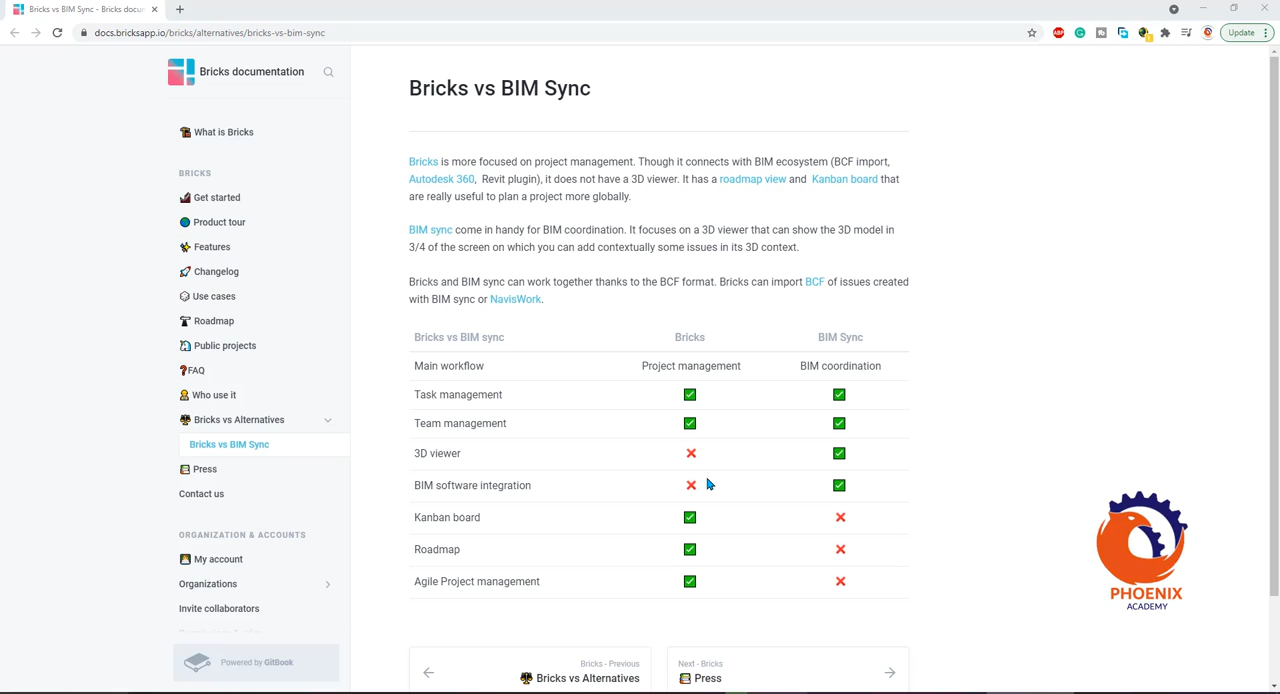 Bricks vs BIM Sync - Bricks docum
docs.bricksapp.io/bricks/alternatives/bricks-vs-bim-sync
ABP
Update
Bricks documentation
What is Bricks
BRICKS
Get started
Product tour
Features
Changelog
Use cases
Roadmap
Public projects
FAQ
Who use it
Bricks vs Alternatives
Bricks vs BIM Sync
Press
Contact us
ORGANIZATION & ACCOUNTS
My account
Organizations
Invite collaborators
Powered by GitBook
Bricks vs BIM Sync
Bricks is more focused on project management. Though it connects with BIM ecosystem (BCF import,
Autodesk 360, Revit plugin), it does not have a 3D viewer. It has a roadmap view and Kanban board that
are really useful to plan a project more globally.
BIM sync come in handy for BIM coordination. It focuses on a 3D viewer that can show the 3D model in
3/4 of the screen on which you can add contextually some issues in its 3D context.
Bricks and BIM sync can work together thanks to the BCF format. Bricks can import BCF of issues created
with BIM sync or NavisWork.
Bricks vs BIM sync Bricks BIM Sync
Main workflow Project management BIM coordination
Task management ✅ ✅
Team management ✅ ✅
3D viewer ❌ ✅
BIM software integration ❌ ✅
Kanban board ✅ ❌
Roadmap ✅ ❌
Agile Project management ✅ ❌
Bricks - Previous
Bricks vs Alternatives
Next - Bricks
Press
PHOENIX
ACADEMY